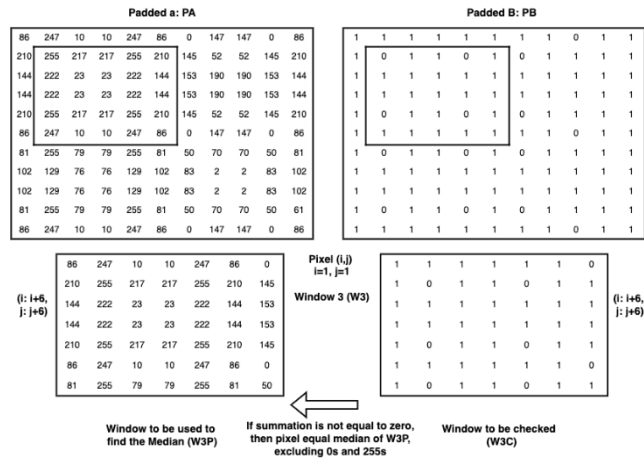 Padded a: PA
Padded B: PB
86 247 10 10 247 86 0 147 147 0 86
210 255 217 217 255 210 145 52 52 145 210
144 222 23 23 222 144 153 190 190 153 144
144 222 23 23 222 144 153 190 190 153 144
210 255 217 217 255 210 145 52 52 145 210
86 247 10 10 247 86 0 147 147 0 86
81 255 79 79 255 81 50 70 70 50 81
102 129 76 76 129 102 83 2 2 83 102
102 129 76 76 129 102 83 2 2 83 102
81 255 79 79 255 81 50 70 70 50 61
86 247 10 10 247 86 0 147 147 0 86
1 1 1 1 1 1 1 1 0 1 1
1 0 1 1 0 1 0 1 1 1 1
1 1 1 1 1 1 1 1 1 1 1
1 1 1 1 1 1 1 1 1 1 1
1 0 1 1 0 1 0 1 1 1 1
1 1 1 1 1 1 1 1 0 1 1
1 0 1 1 0 1 0 1 1 1 1
1 1 1 1 1 1 1 1 1 1 1
1 1 1 1 1 1 1 1 1 1 1
1 0 1 1 0 1 0 1 1 1 1
1 1 1 1 1 1 1 1 0 1 1
(i: i+6,
j: j+6)
86 247 10 10 247 86 0
210 255 217 217 255 210 145
144 222 23 23 222 144 153
144 222 23 23 222 144 153
210 255 217 217 255 210 145
86 247 10 10 247 86 0
81 255 79 79 255 81 50
Pixel (i,j)
i=1, j=1
Window 3 (W3)
1 1 1 1 1 1 0
1 0 1 1 0 1 1
1 1 1 1 1 1 1
1 1 1 1 1 1 1
1 0 1 1 0 1 1
1 1 1 1 1 1 0
1 0 1 1 0 1 1
(i: i+6,
j: j+6)
Window to be used to
find the Median (W3P)
If summation is not equal to zero,
then pixel equal median of W3P,
excluding 0s and 255s
Window to be checked
(W3C)